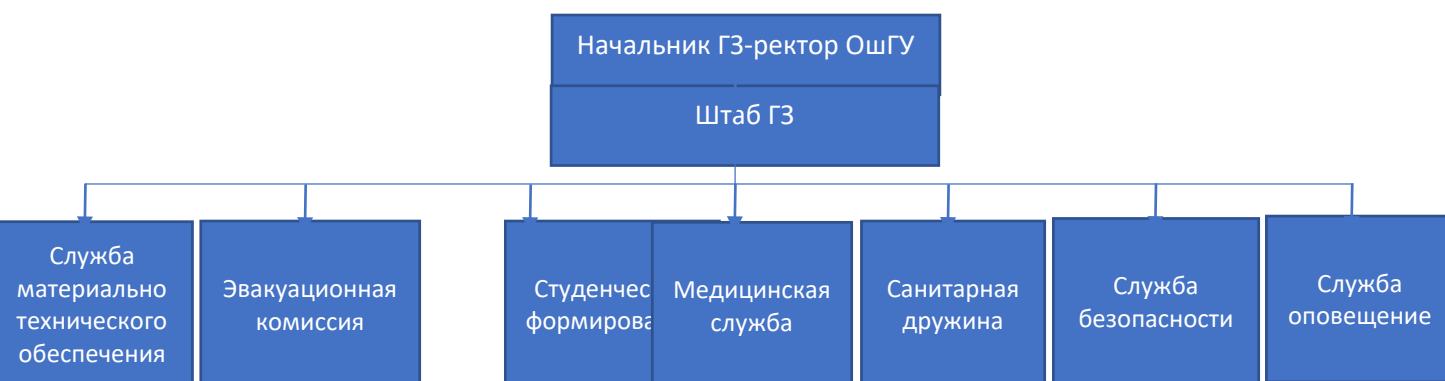 Начальник ГЗ-ректор ОшГУ
Штаб ГЗ
Служба
материально
технического
обеспечения
Эвакуационная
комиссия
Медицинская
служба
Санитарная
дружина
Служба
безопасности
Служба
оповещение